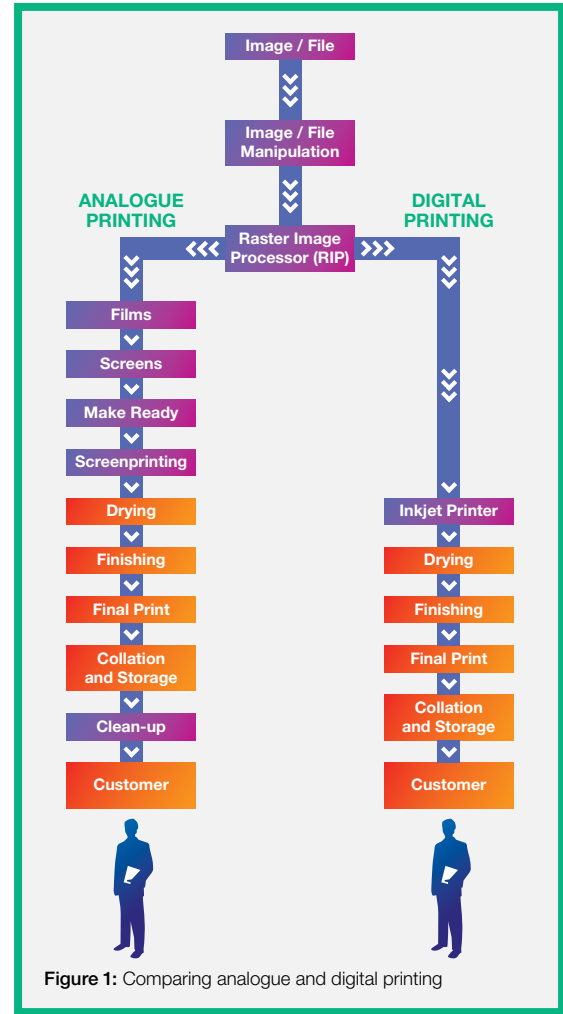 Image / File
Image / File
Manipulation
ANALOGUE
PRINTING
DIGITAL
PRINTING
Raster Image
Processor (RIP)
Films
Screens
Make Ready
Screenprinting
Drying
Finishing
Final Print
Collation
and Storage
Clean-up
Customer
Inkjet Printer
Drying
Finishing
Final Print
Collation
and Storage
Customer
Figure 1: Comparing analogue and digital printing